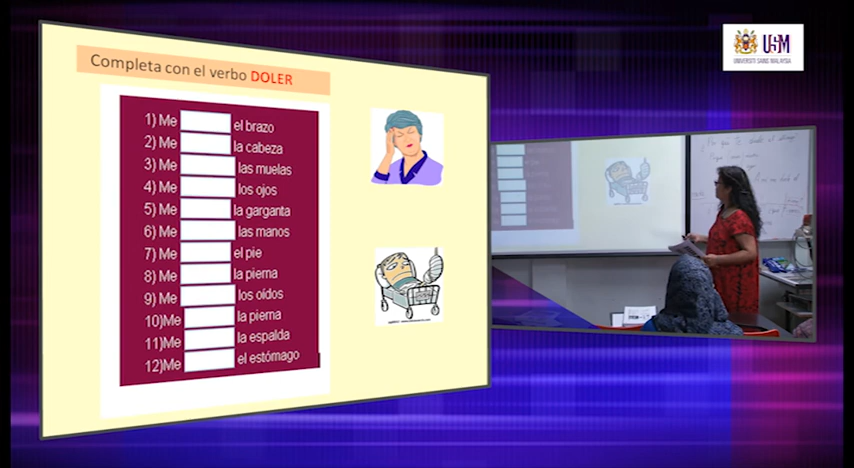 Completa con el verbo DOLER
1) Me el brazo
2) Me la cabeza
3) Me las muelas
4) Me los ojos
5) Me la garganta
6) Me las manos
7) Me el pie
8) Me la pierna
9) Me los oídos
10)Me la pierna
11)Me la espalda
12)Me el estómago
USM
UNIVERSITI SAINS MALAYSIA